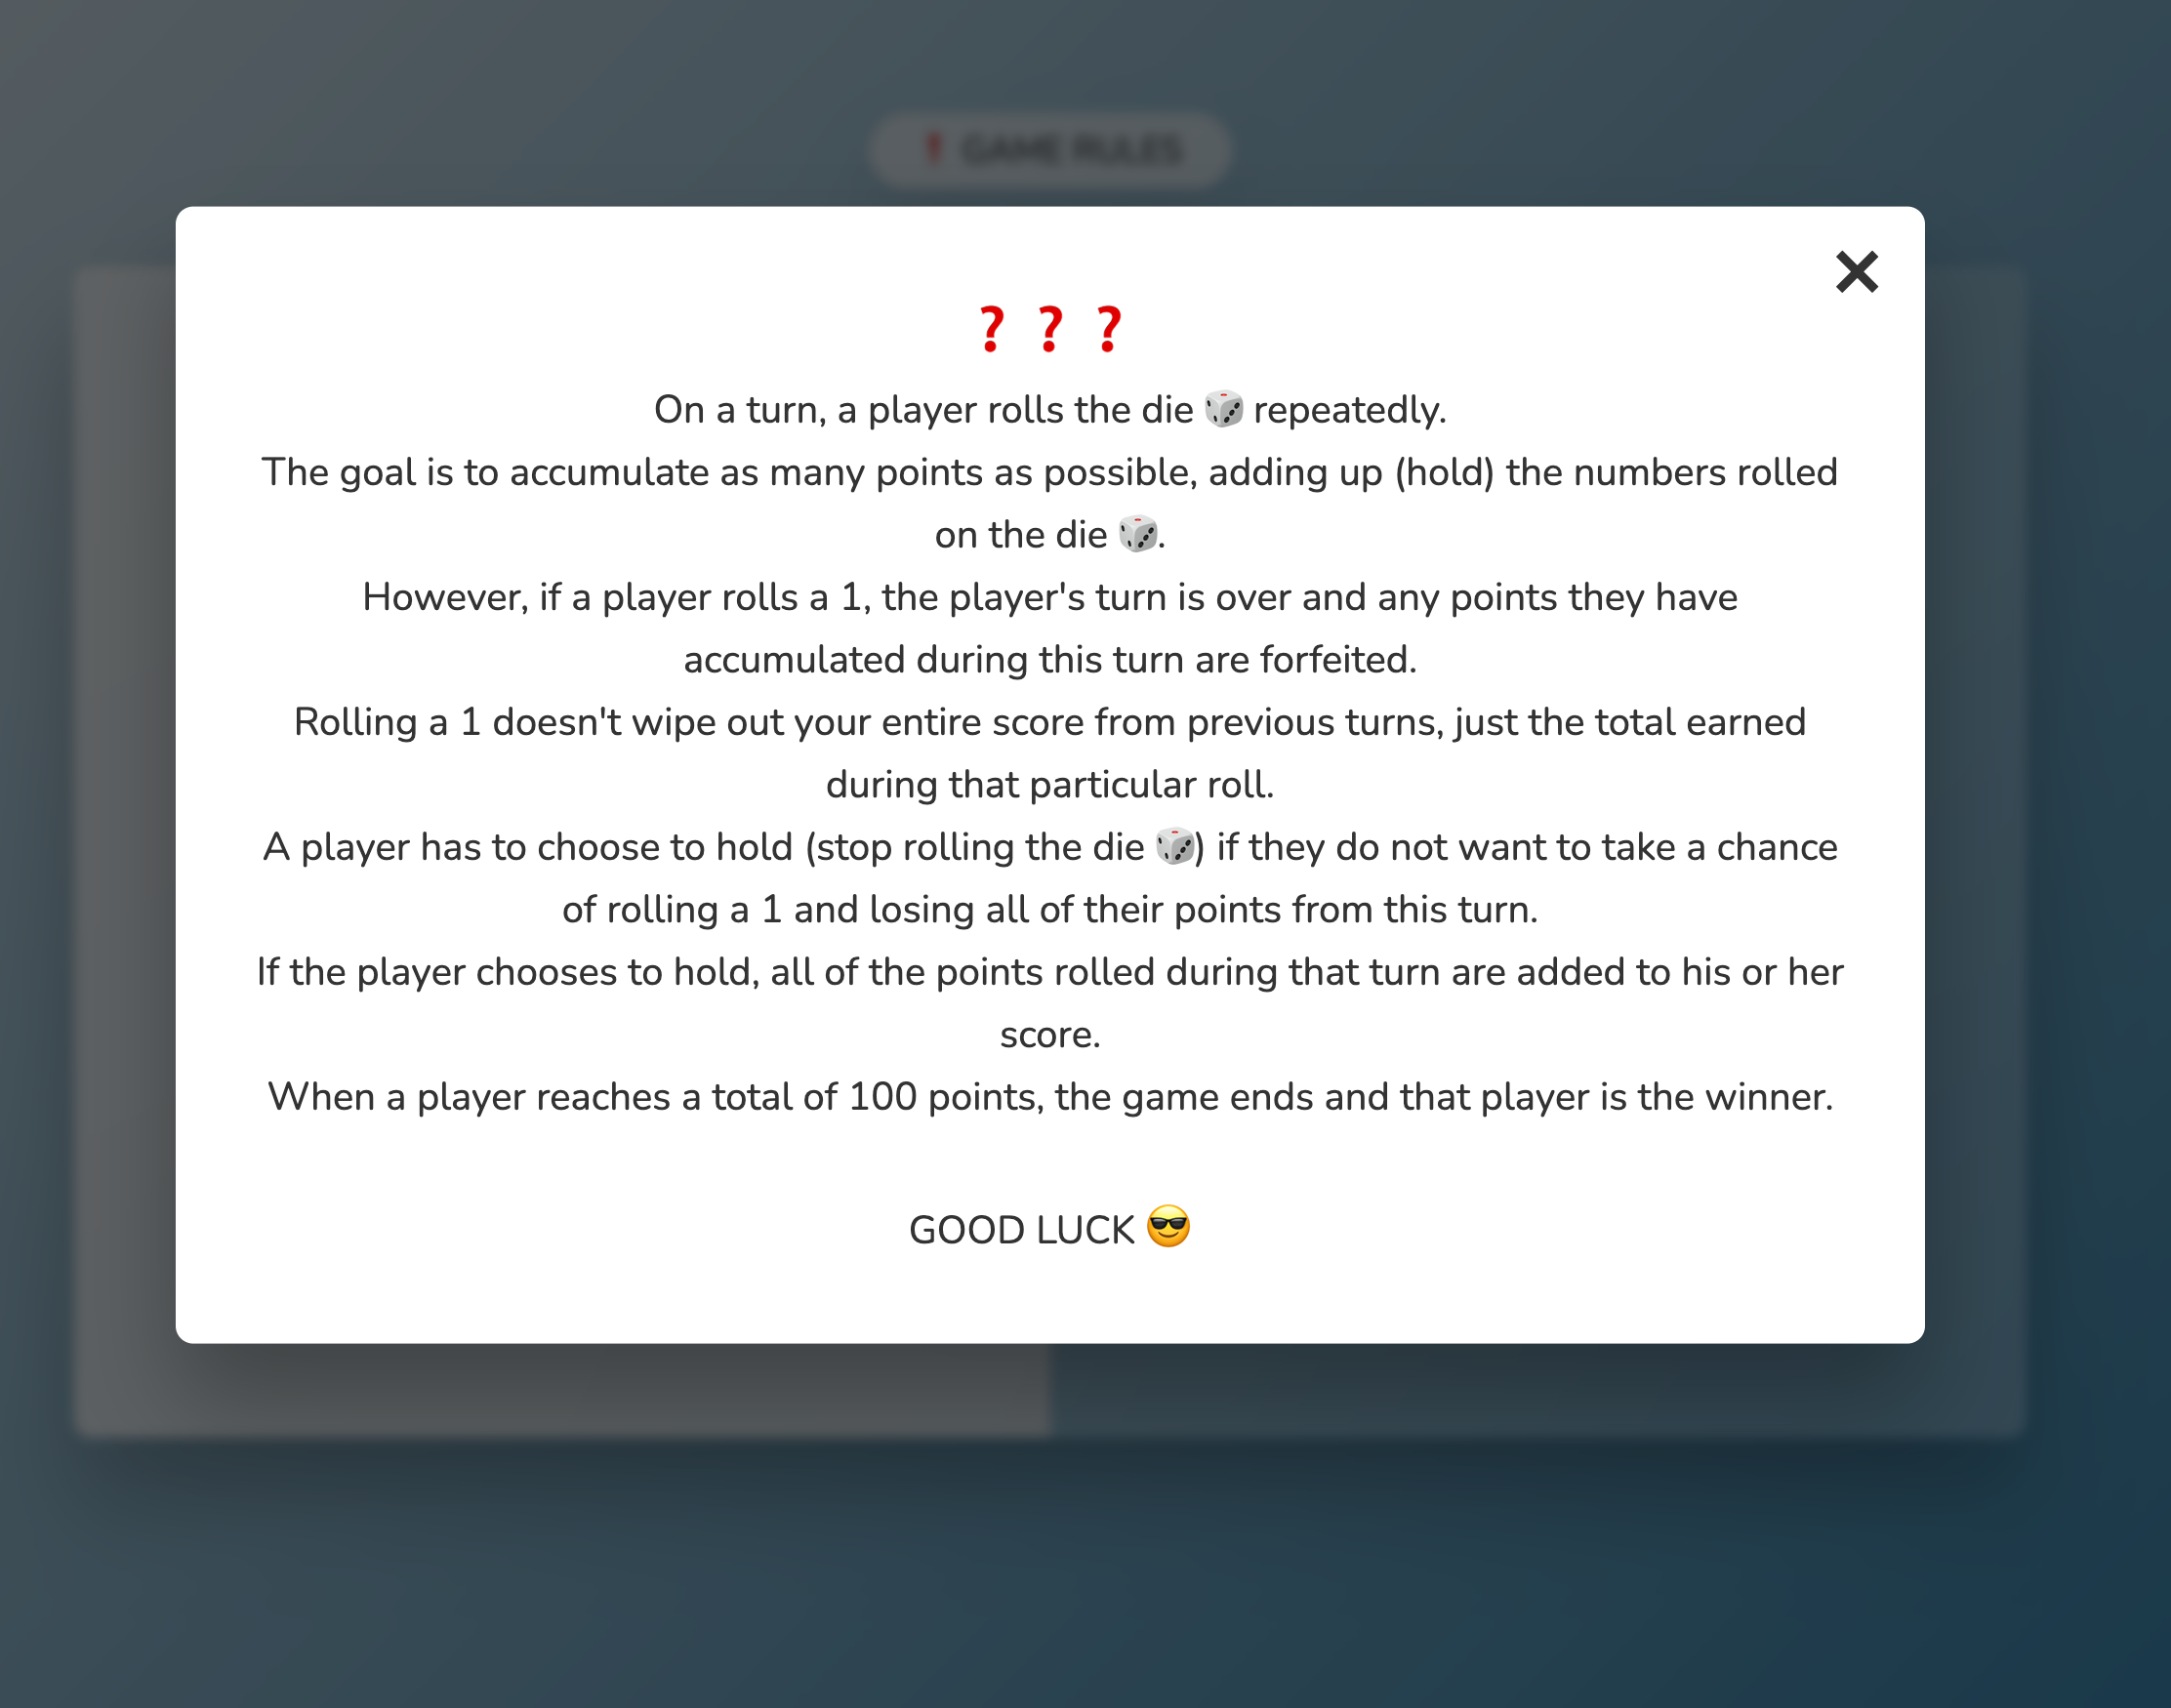 ❗ GAME RULES
❓ ❓ ❓
On a turn, a player rolls the die 🎲 repeatedly.
The goal is to accumulate as many points as possible, adding up (hold) the numbers rolled
on the die 🎲.
However, if a player rolls a 1, the player's turn is over and any points they have
accumulated during this turn are forfeited.
Rolling a 1 doesn't wipe out your entire score from previous turns, just the total earned
during that particular roll.
A player has to choose to hold (stop rolling the die 🎲) if they do not want to take a chance
of rolling a 1 and losing all of their points from this turn.
If the player chooses to hold, all of the points rolled during that turn are added to his or her
score.
When a player reaches a total of 100 points, the game ends and that player is the winner.
GOOD LUCK 😎